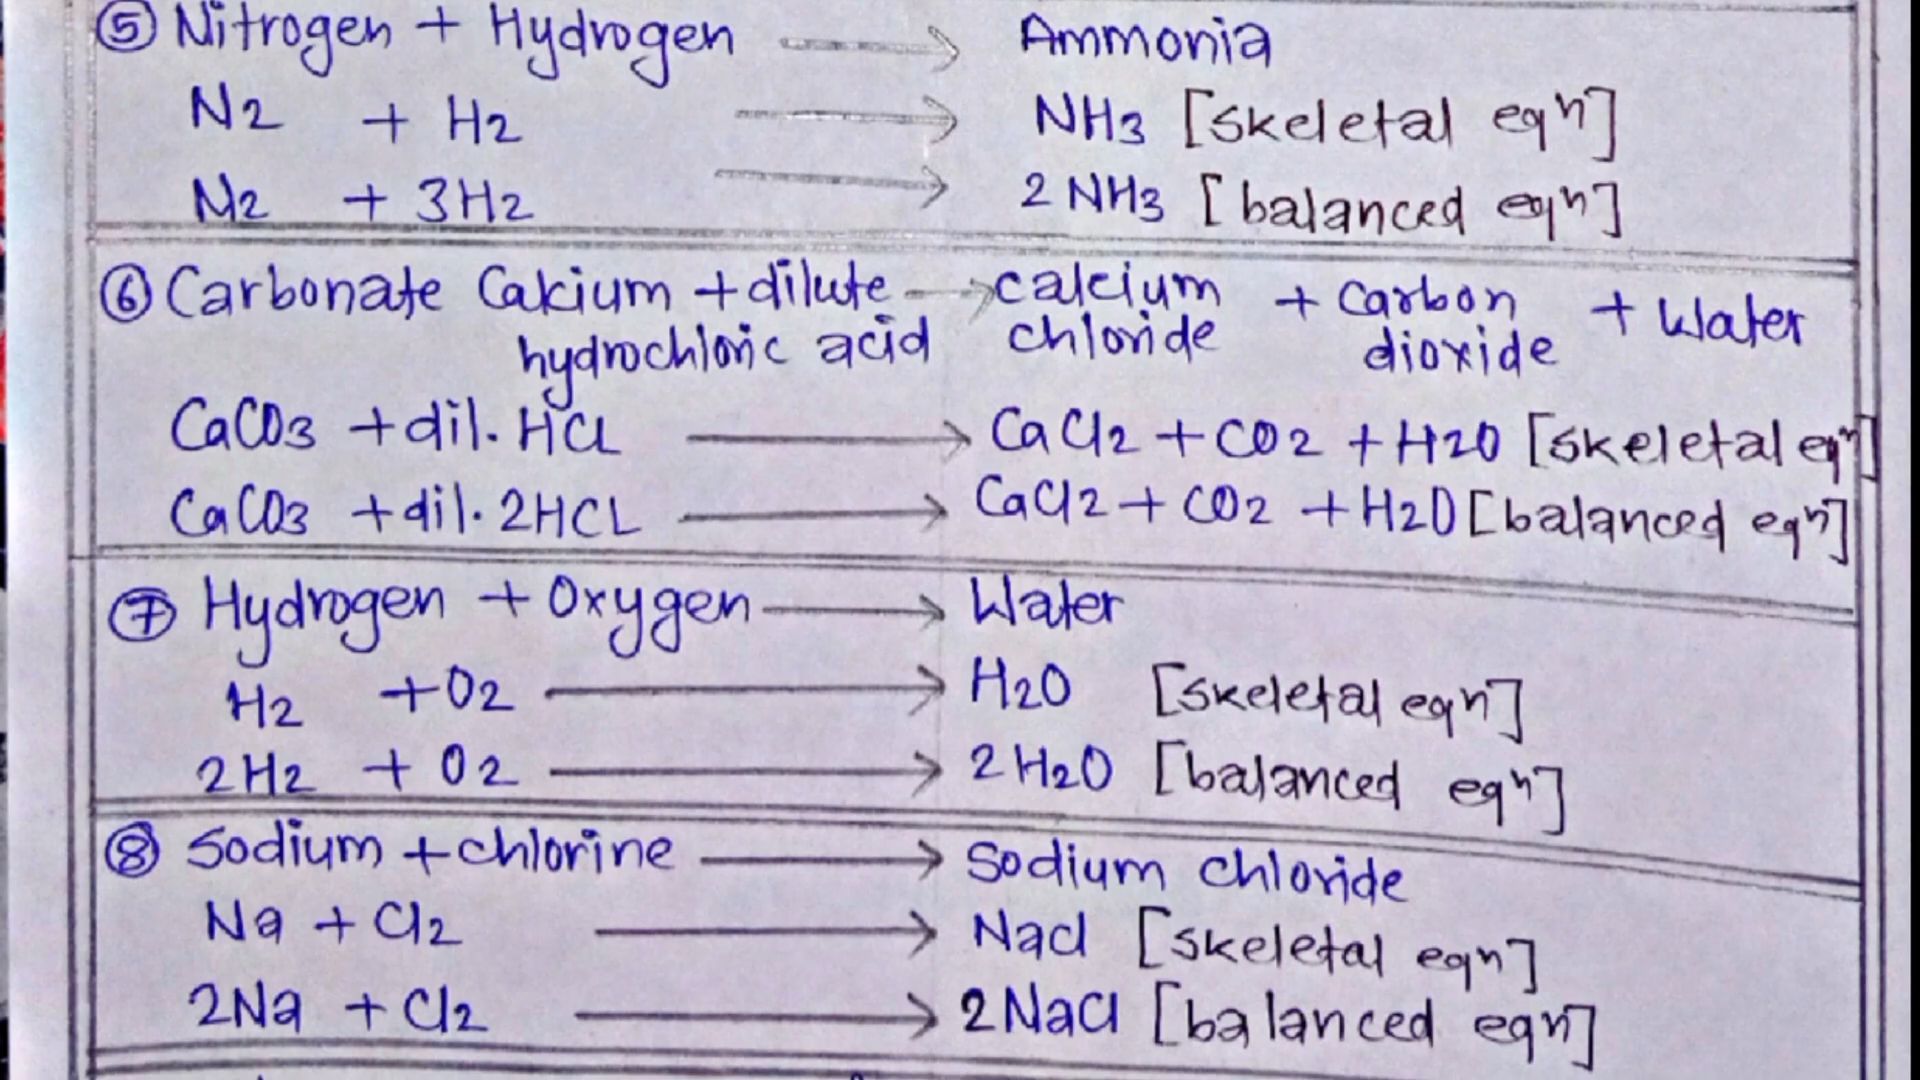 ⑤ Nitrogen + Hydrogen → Ammonia
N2 + H2 → NH3 [skeletal eqⁿ]
N2 + 3H2 → 2NH3 [balanced eqⁿ]
⑥ Carbonate Calcium + dilute → calcium + carbon + Water
hydrochloric acid chloride dioxide
CaCO3 + dil. HCL → CaCl2 + CO2 + H2O [skeletal eqⁿ]
CaCO3 + dil. 2HCL → CaCl2 + CO2 + H2O [balanced eqⁿ]
⑦ Hydrogen + Oxygen → Water
H2 + O2 → H2O [skeletal eqⁿ]
2H2 + O2 → 2H2O [balanced eqⁿ]
⑧ Sodium + chlorine → Sodium chloride
Na + Cl2 → Nacl [skeletal eqⁿ]
2Na + Cl2 → 2NaCl [balanced eqⁿ]